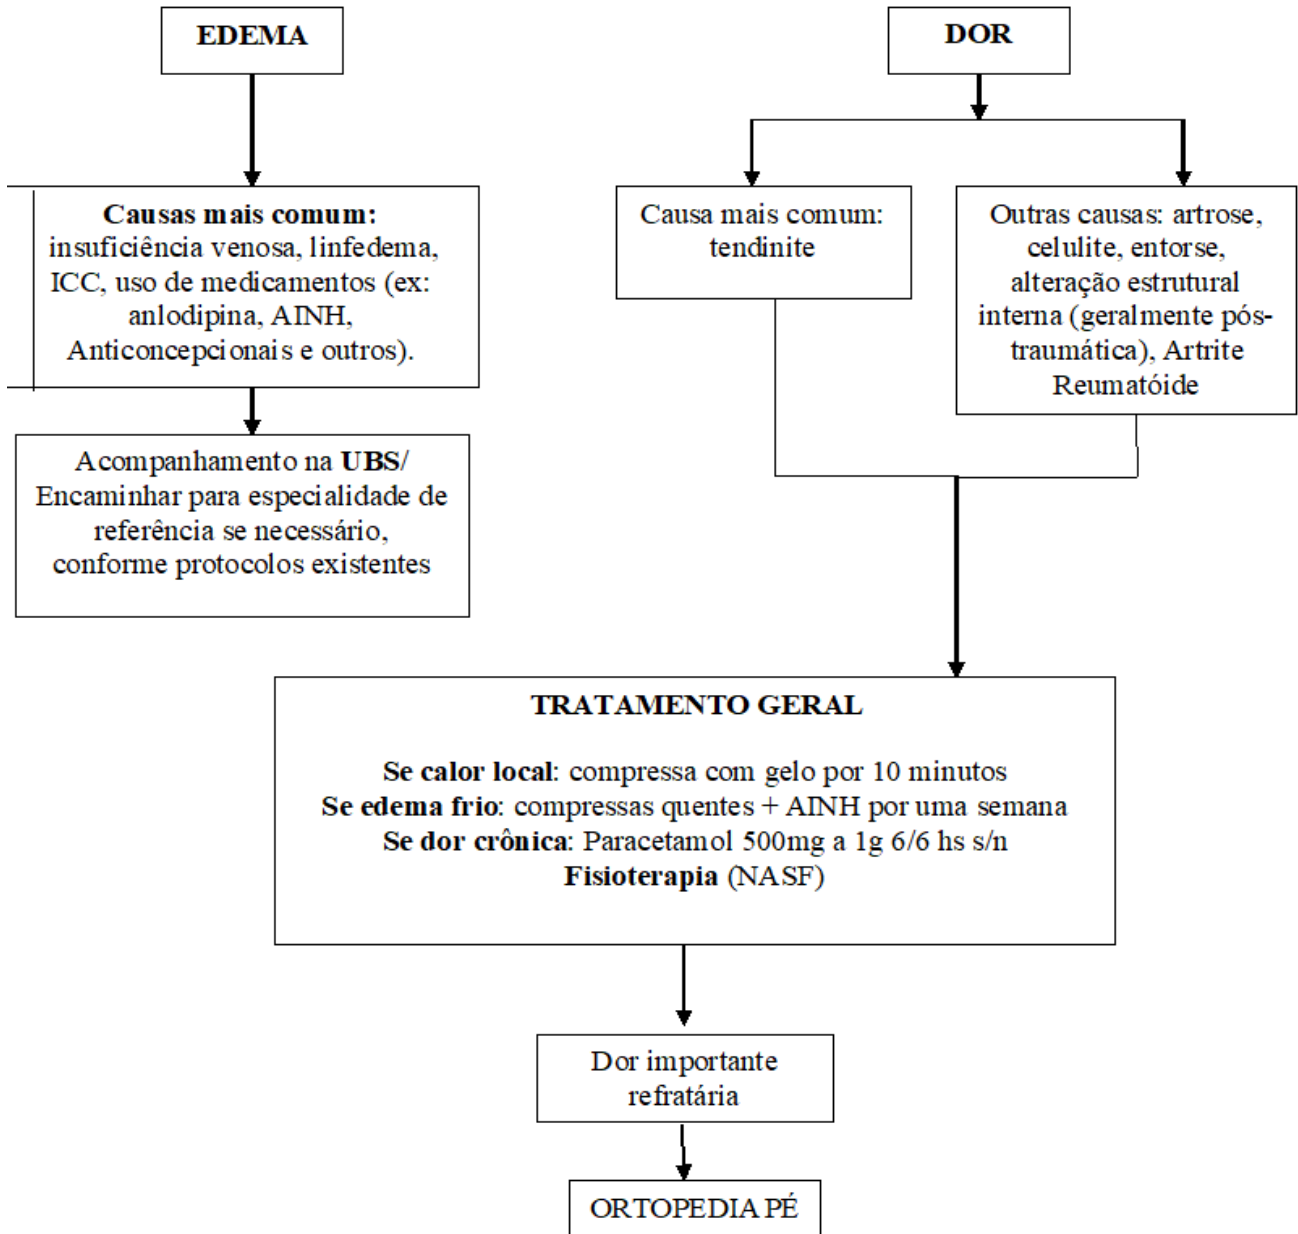 EDEMA
Causas mais comum:
insuficiência venosa, linfedema,
ICC, uso de medicamentos (ex:
anlodipina, AINH,
Anticoncepcionais e outros).
Acompanhamento na UBS/
Encaminhar para especialidade de
referência se necessário,
conforme protocolos existentes
DOR
Causa mais comum:
tendinite
Outras causas: artrose,
celulite, entorse,
alteração estrutural
interna (geralmente pós-
traumática), Artrite
Reumatóide
TRATAMENTO GERAL
Se calor local: compressa com gelo por 10 minutos
Se edema frio: compressas quentes + AINH por uma semana
Se dor crônica: Paracetamol 500mg a 1g 6/6 hs s/n
Fisioterapia (NASF)
Dor importante
refratária
ORTOPEDIA PÉ